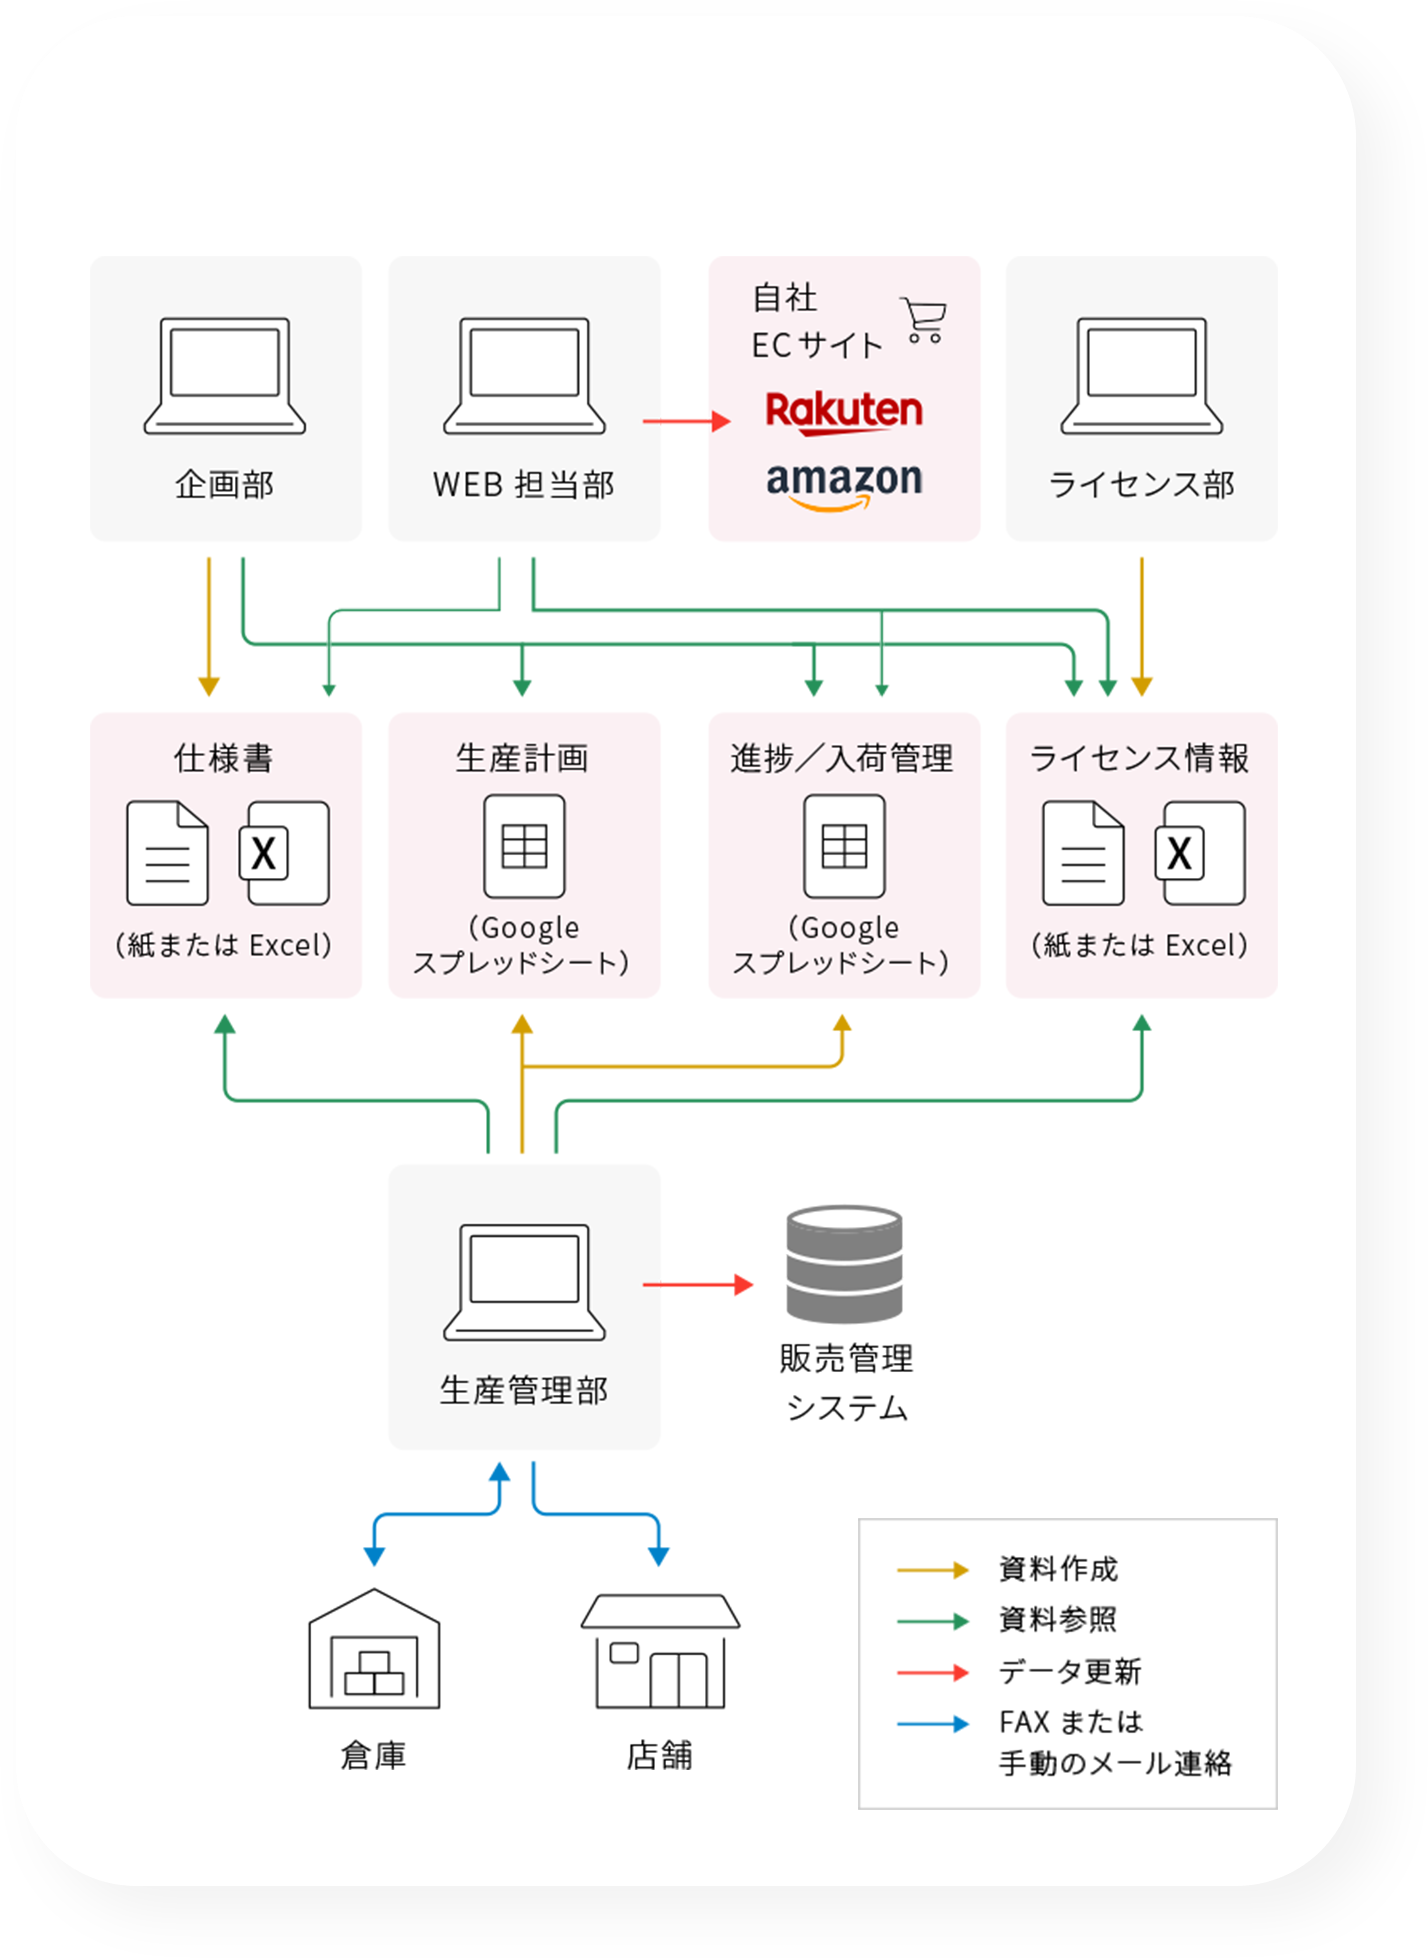 企画部
WEB 担当部
自社
ECサイト
Rakuten
amazon
ライセンス部
仕様書
X
（紙または Excel）
生産計画
（Google
スプレッドシート）
進捗／入荷管理
（Google
スプレッドシート）
ライセンス情報
X
（紙または Excel）
生産管理部
販売管理
システム
倉庫
店舗
資料作成
資料参照
データ更新
FAX または
手動のメール連絡